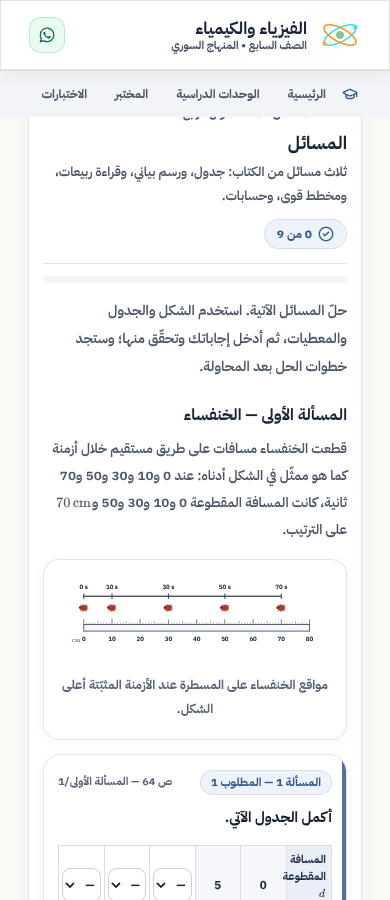 الفيزياء والكيمياء
الصف السابع • المنهاج السوري
الرئيسية
الوحدات الدراسية
المختبر
الاختبارات
المسائل
ثلاث مسائل من الكتاب: جدول، ورسم بياني، وقراءة ربيعات،
ومخطط قوى، وحسابات.
0 من 9
حلّ المسائل الآتية. استخدم الشكل والجدول
والمعطيات، ثم أدخل إجاباتك وتحقّق منها؛ وستجد
خطوات الحل بعد المحاولة.
المسألة الأولى — الخنفساء
قطعت الخنفساء مسافات على طريق مستقيم خلال أزمنة
كما هو ممثّل في الشكل أدناه: عند 0 و10 و30 و50 و70
ثانية، كانت المسافة المقطوعة 0 و10 و30 و50 و70 cm
على الترتيب.
0 s 10 s 30 s 50 s 70 s
cm 0 10 20 30 40 50 60 70 80
مواقع الخنفساء على المسطرة عند الأزمنة المثبّتة أعلى
الشكل.
المسألة 1 — المطلوب 1
ص 64 — المسألة الأولى/1
أكمل الجدول الآتي.
المسافة
المقطوعة
d
0
5
–
–
–